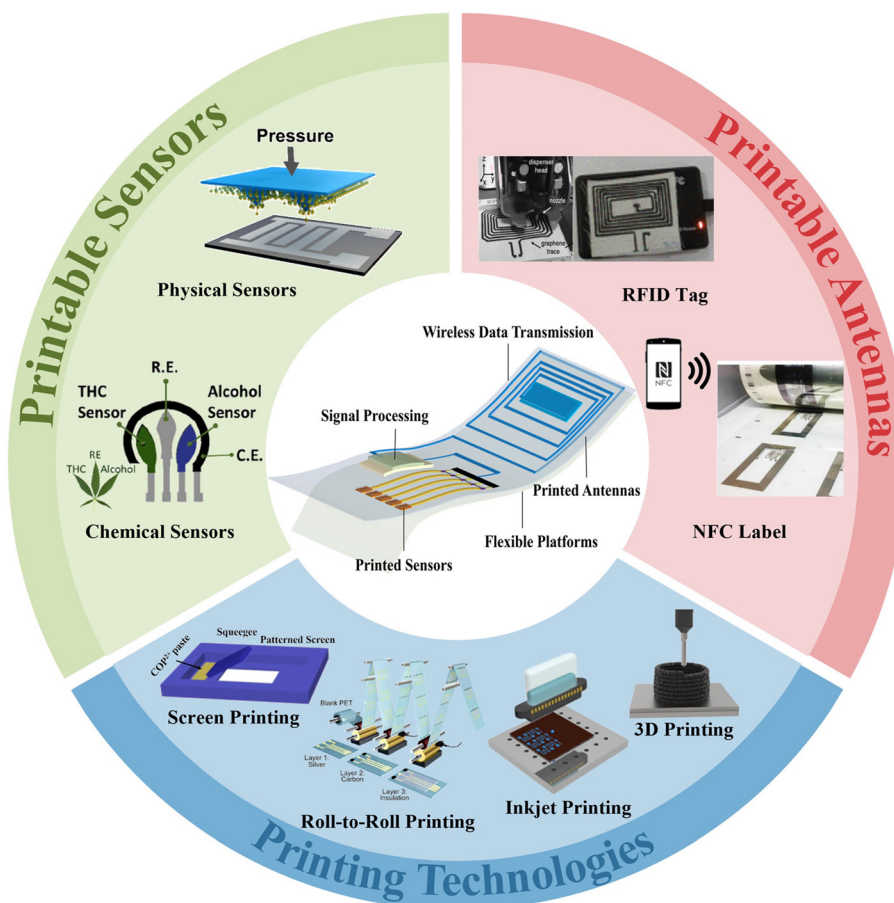 Printable Sensors
Pressure
Physical Sensors
R.E.
THC
Sensor
Alcohol
Sensor
C.E.
RE
THC
Alcohol
Chemical Sensors
Printable Antennas
dispenser
head
nozzle
graphene
trace
RFID Tag
NFC
NFC Label
Wireless Data Transmission
Signal Processing
Printed Antennas
Flexible Platforms
Printed Sensors
Squeegee
Patterned Screen
Screen Printing
Blank PET
Layer 1:
Silver
Layer 2:
Carbon
Layer 3:
Insulation
Roll-to-Roll Printing
Inkjet Printing
3D Printing
Printing Technologies